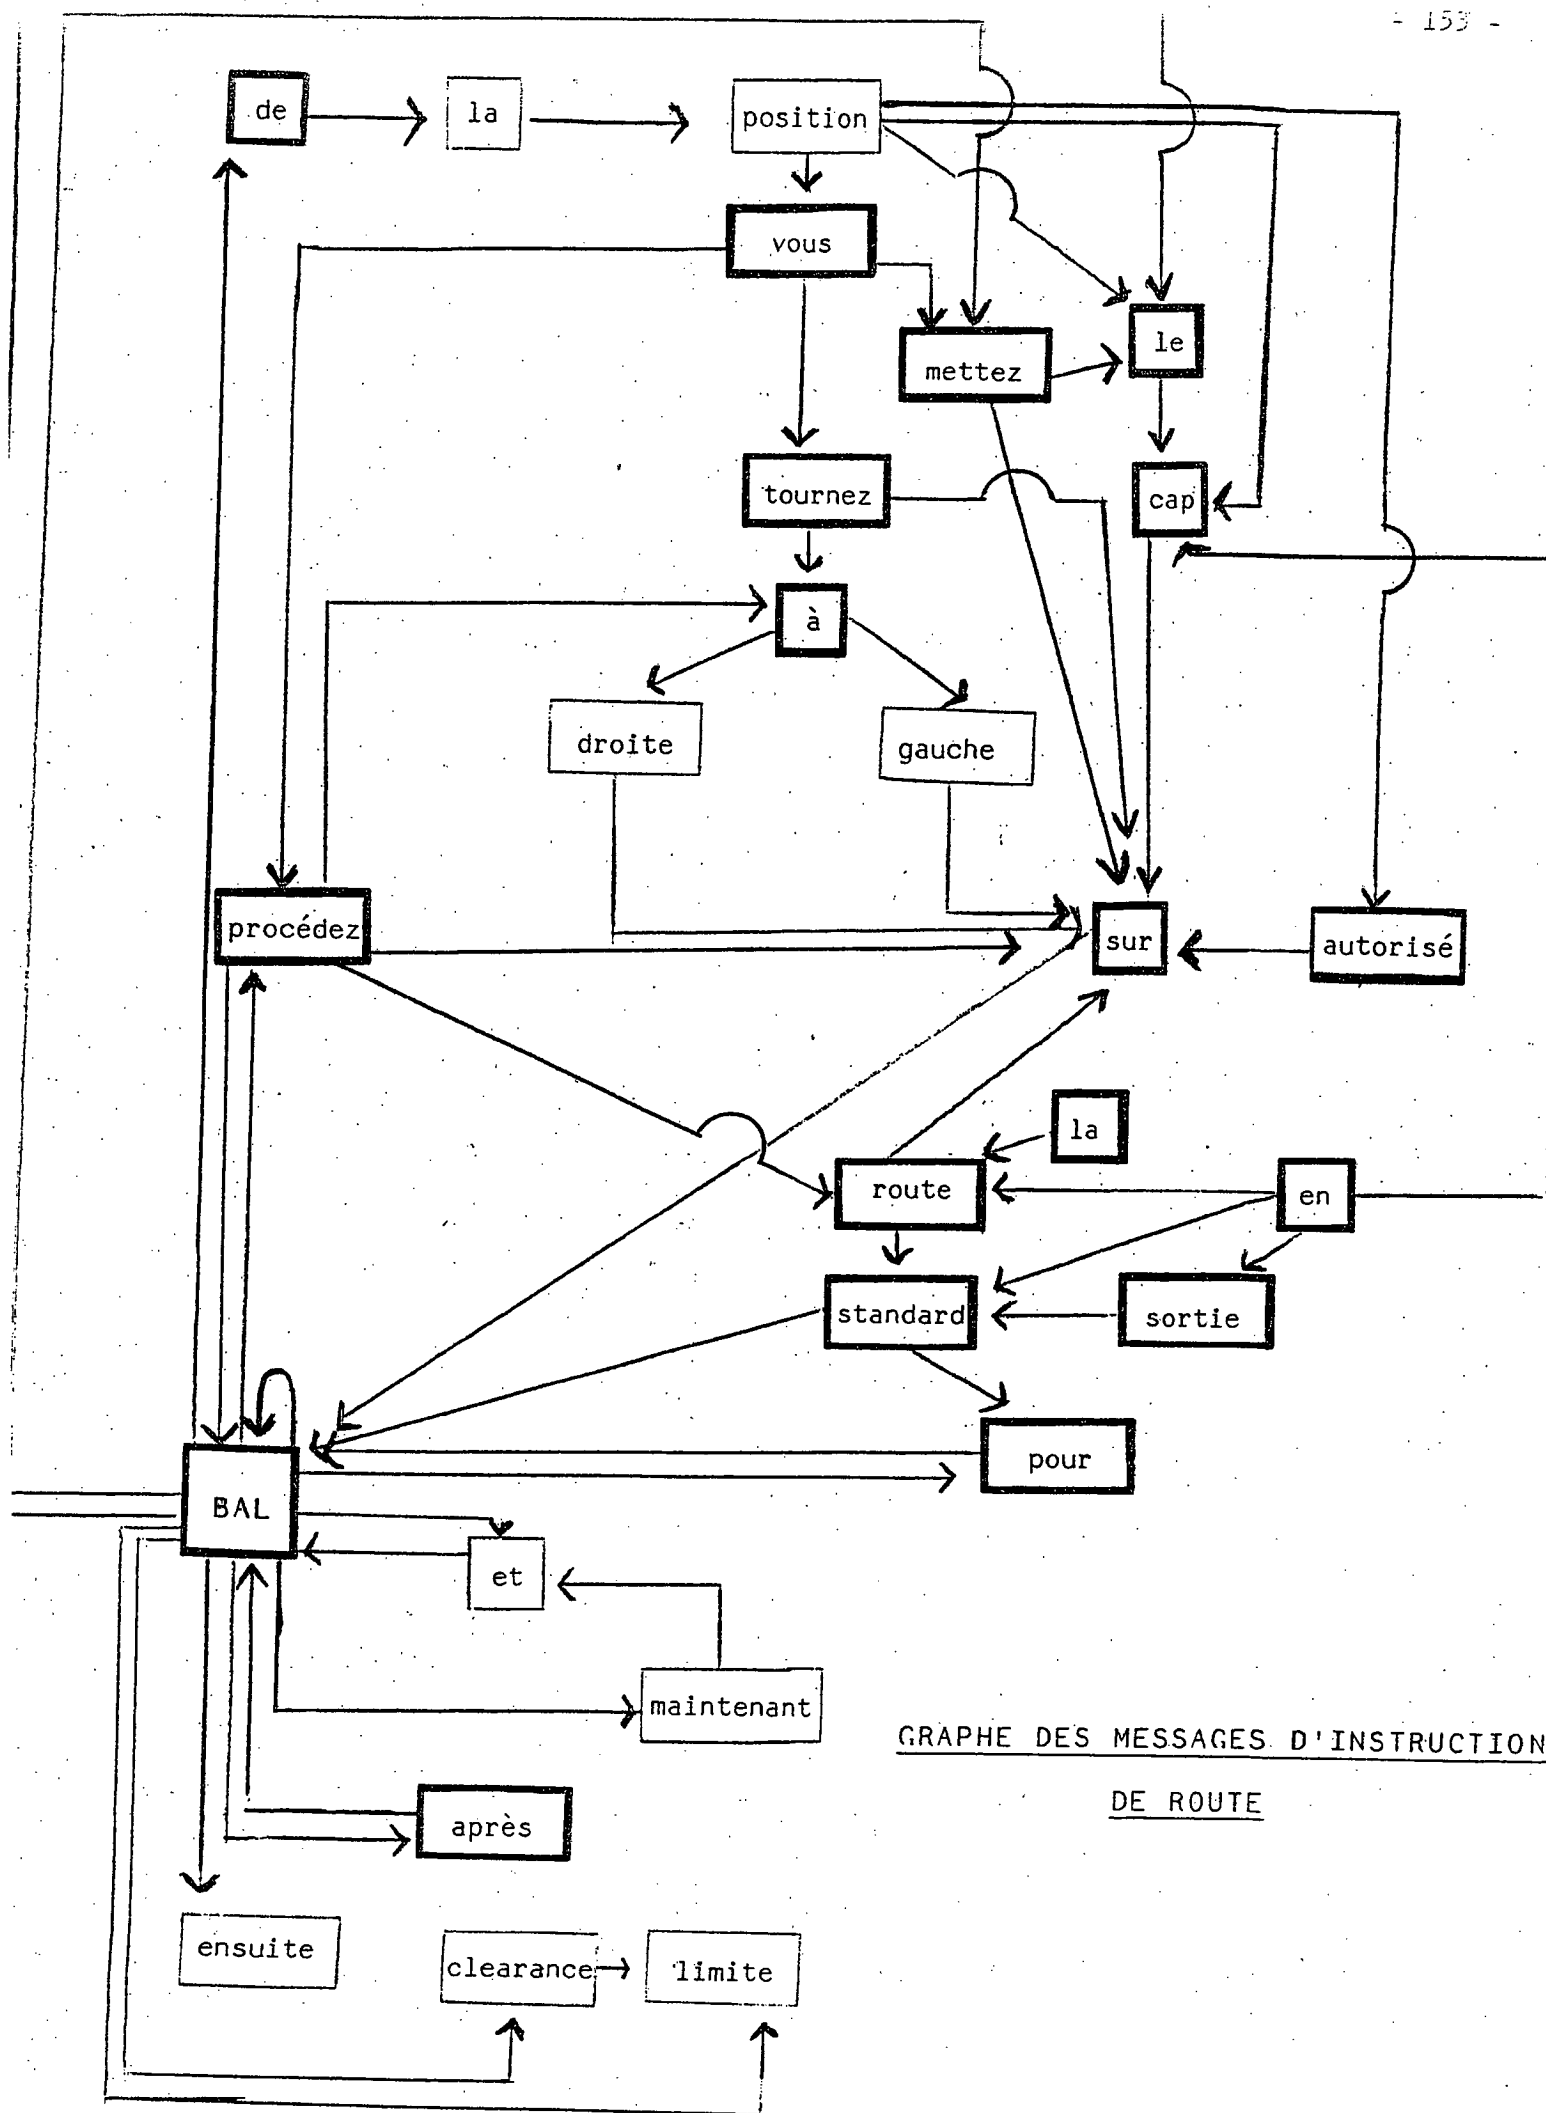 - 153 -
de
la
position
vous
mettez
le
tournez
cap
à
droite
gauche
procédez
sur
autorisé
la
route
en
standard
sortie
pour
BAL
et
maintenant
GRAPHE DES MESSAGES D'INSTRUCTION
DE ROUTE
après
ensuite
clearance
limite